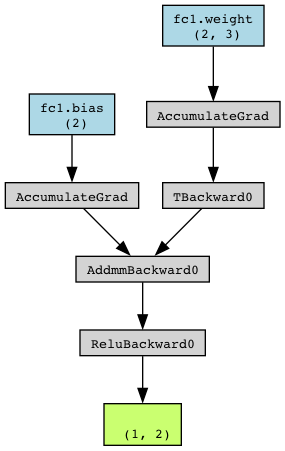 fc1.weight
(2, 3)
fc1.bias
(2)
AccumulateGrad
AccumulateGrad
TBackward0
AddmmBackward0
ReluBackward0
(1, 2)